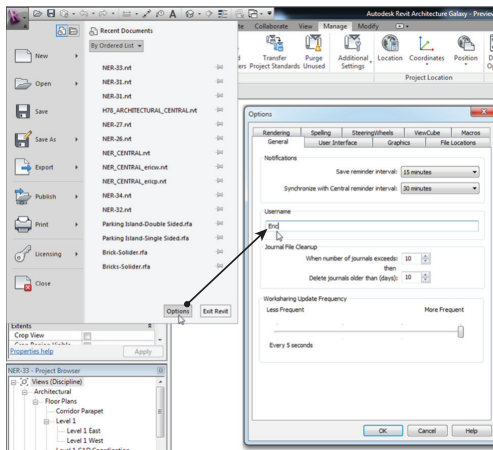 Autodesk Revit Architecture Galaxy - Preview
Collaborate View Manage Modify
Transfer Project Standards
Purge Unused
Additional Settings
Location
Coordinates
Position
Project Location
Recent Documents
By Ordered List
New
Open
Save
Save As
Export
Publish
Print
Licensing
Close
NER-33.rvt
NER-31.rvt
NER-31.rvt
H78_ARCHITECTURAL_CENTRAL.rvt
NER-27.rvt
NER-26.rvt
NER_CENTRAL.rvt
NER_CENTRAL_ericw.rvt
NER_CENTRAL_ericp.rvt
NER-34.rvt
NER-32.rvt
Parking Island-Double Sided.rfa
Parking Island-Single Sided.rfa
Brick-Solider.rfa
Bricks-Solider.rfa
Options
Exit Revit
Extents
Crop View
Properties help
Apply
NER-33 - Project Browser
Views (Discipline)
Architectural
Floor Plans
Corridor Parapet
Level 1
Level 1 East
Level 1 West
Options
Rendering Spelling SteeringWheels ViewCube Macros
General User Interface Graphics File Locations
Notifications
Save reminder interval: 15 minutes
Synchronize with Central reminder interval: 30 minutes
Username
Eric
Journal File Cleanup
When number of journals exceeds: 10
then
Delete journals older than (days): 10
Worksharing Update Frequency
Less Frequent More Frequent
Every 5 seconds
OK Cancel Help